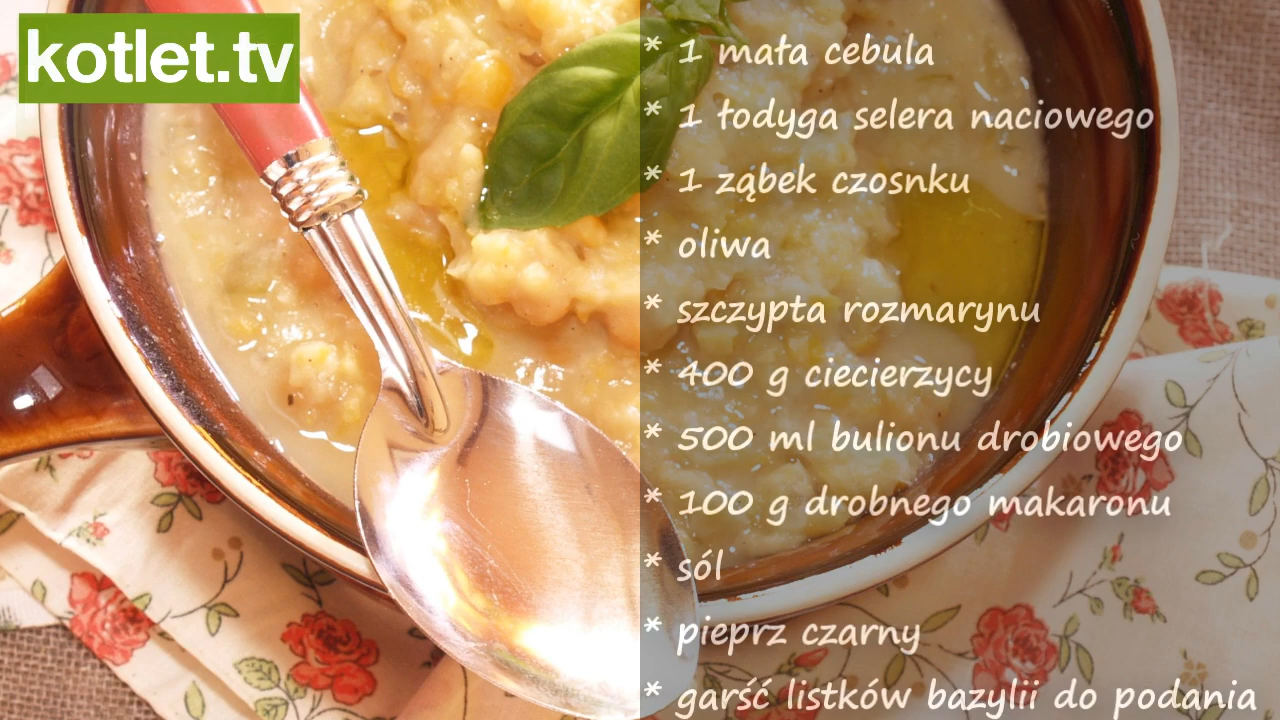 kotlet.tv
* 1 mała cebula
* 1 łodyga selera naciowego
* 1 ząbek czosnku
* oliwa
* szczypta rozmarynu
* 400 g ciecierzycy
* 500 ml bulionu drobiowego
* 100 g drobnego makaronu
* sól
* pieprz czarny
* garść listków bazylii do podania